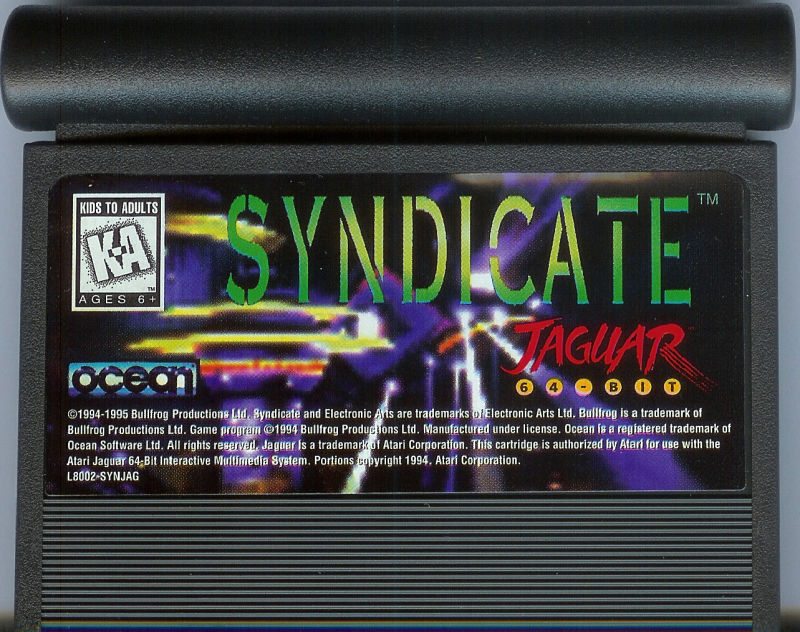 KIDS TO ADULTS
K-A
™
AGES 6+
SYNDICATE™
JAGUAR™
64-BIT
ocean
©1994-1995 Bullfrog Productions Ltd. Syndicate and Electronic Arts are trademarks of Electronic Arts Ltd. Bullfrog is a trademark of
Bullfrog Productions Ltd. Game program ©1994 Bullfrog Productions Ltd. Manufactured under license. Ocean is a registered trademark of
Ocean Software Ltd. All rights reserved. Jaguar is a trademark of Atari Corporation. This cartridge is authorized by Atari for use with the
Atari Jaguar 64-Bit Interactive Multimedia System. Portions copyright 1994, Atari Corporation.
L8002-SYNJAG